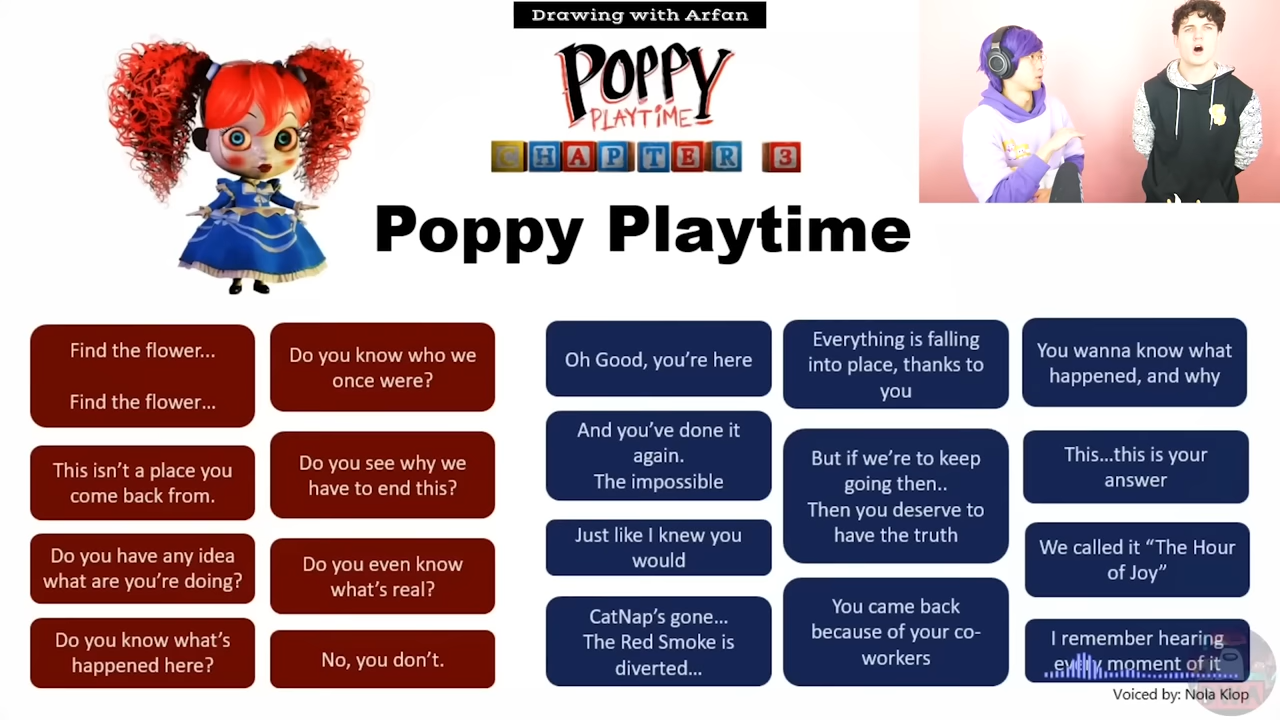 Drawing with Arfan
POPPY
PLAYTIME
CHAPTER 3
Poppy Playtime
Find the flower...
Find the flower...
This isn't a place you
come back from.
Do you have any idea
what are you're doing?
Do you know what's
happened here?
Do you know who we
once were?
Do you see why we
have to end this?
Do you even know
what's real?
No, you don't.
Oh Good, you're here
And you've done it
again.
The impossible
Just like I knew you
would
CatNap's gone...
The Red Smoke is
diverted...
Everything is falling
into place, thanks to
you
But if we're to keep
going then..
Then you deserve to
have the truth
You came back
because of your co-
workers
You wanna know what
happened, and why
This...this is your
answer
We called it “The Hour
of Joy”
I remember hearing
every moment of it
Voiced by: Nola Klop